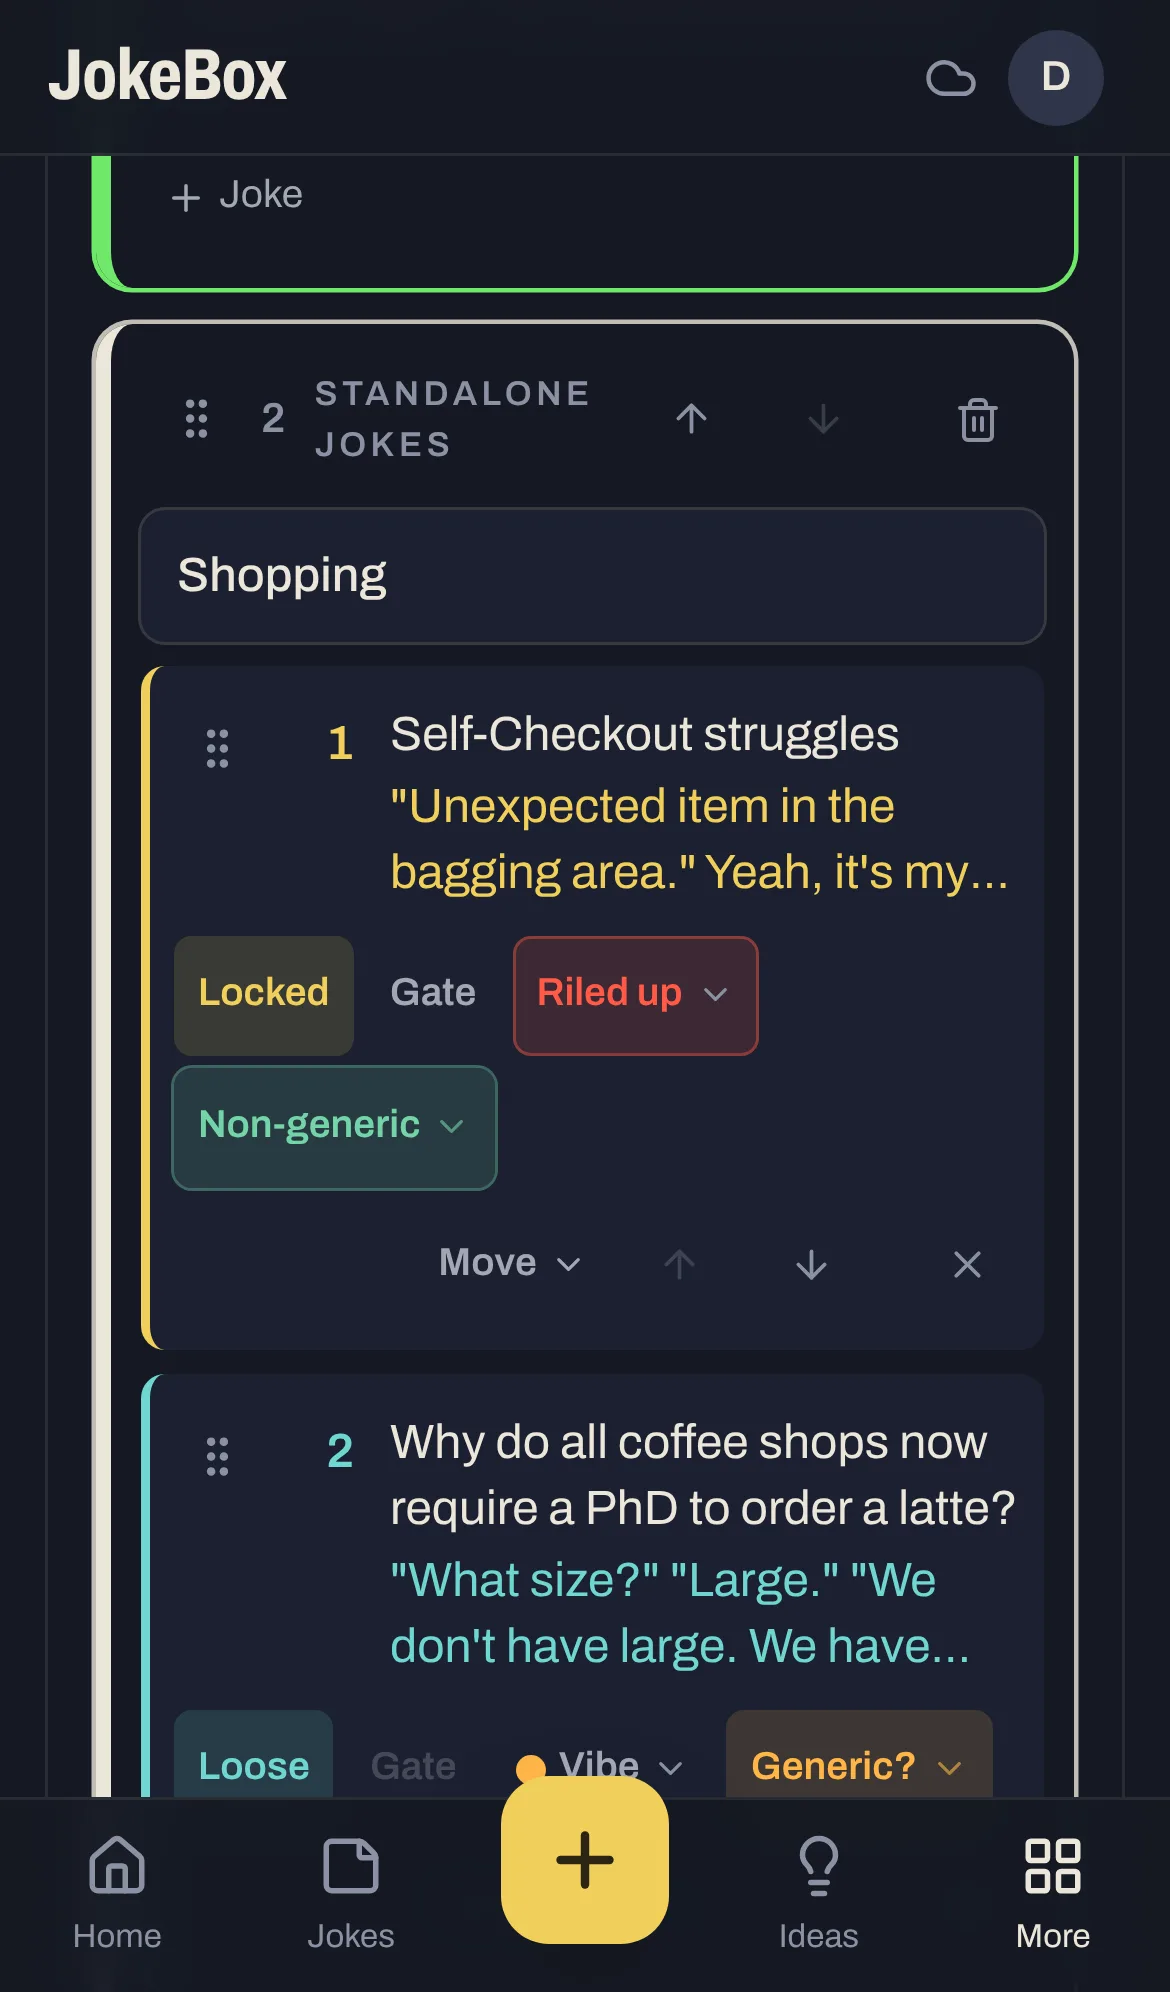 JokeBox
D
+ Joke
2 STANDALONE
JOKES
Shopping
1 Self-Checkout struggles
"Unexpected item in the
bagging area." Yeah, it's my...
Locked Gate Riled up
Non-generic
Move
2 Why do all coffee shops now
require a PhD to order a latte?
"What size?" "Large." "We
don't have large. We have...
Loose Gate Vibe Generic?
Home Jokes Ideas More